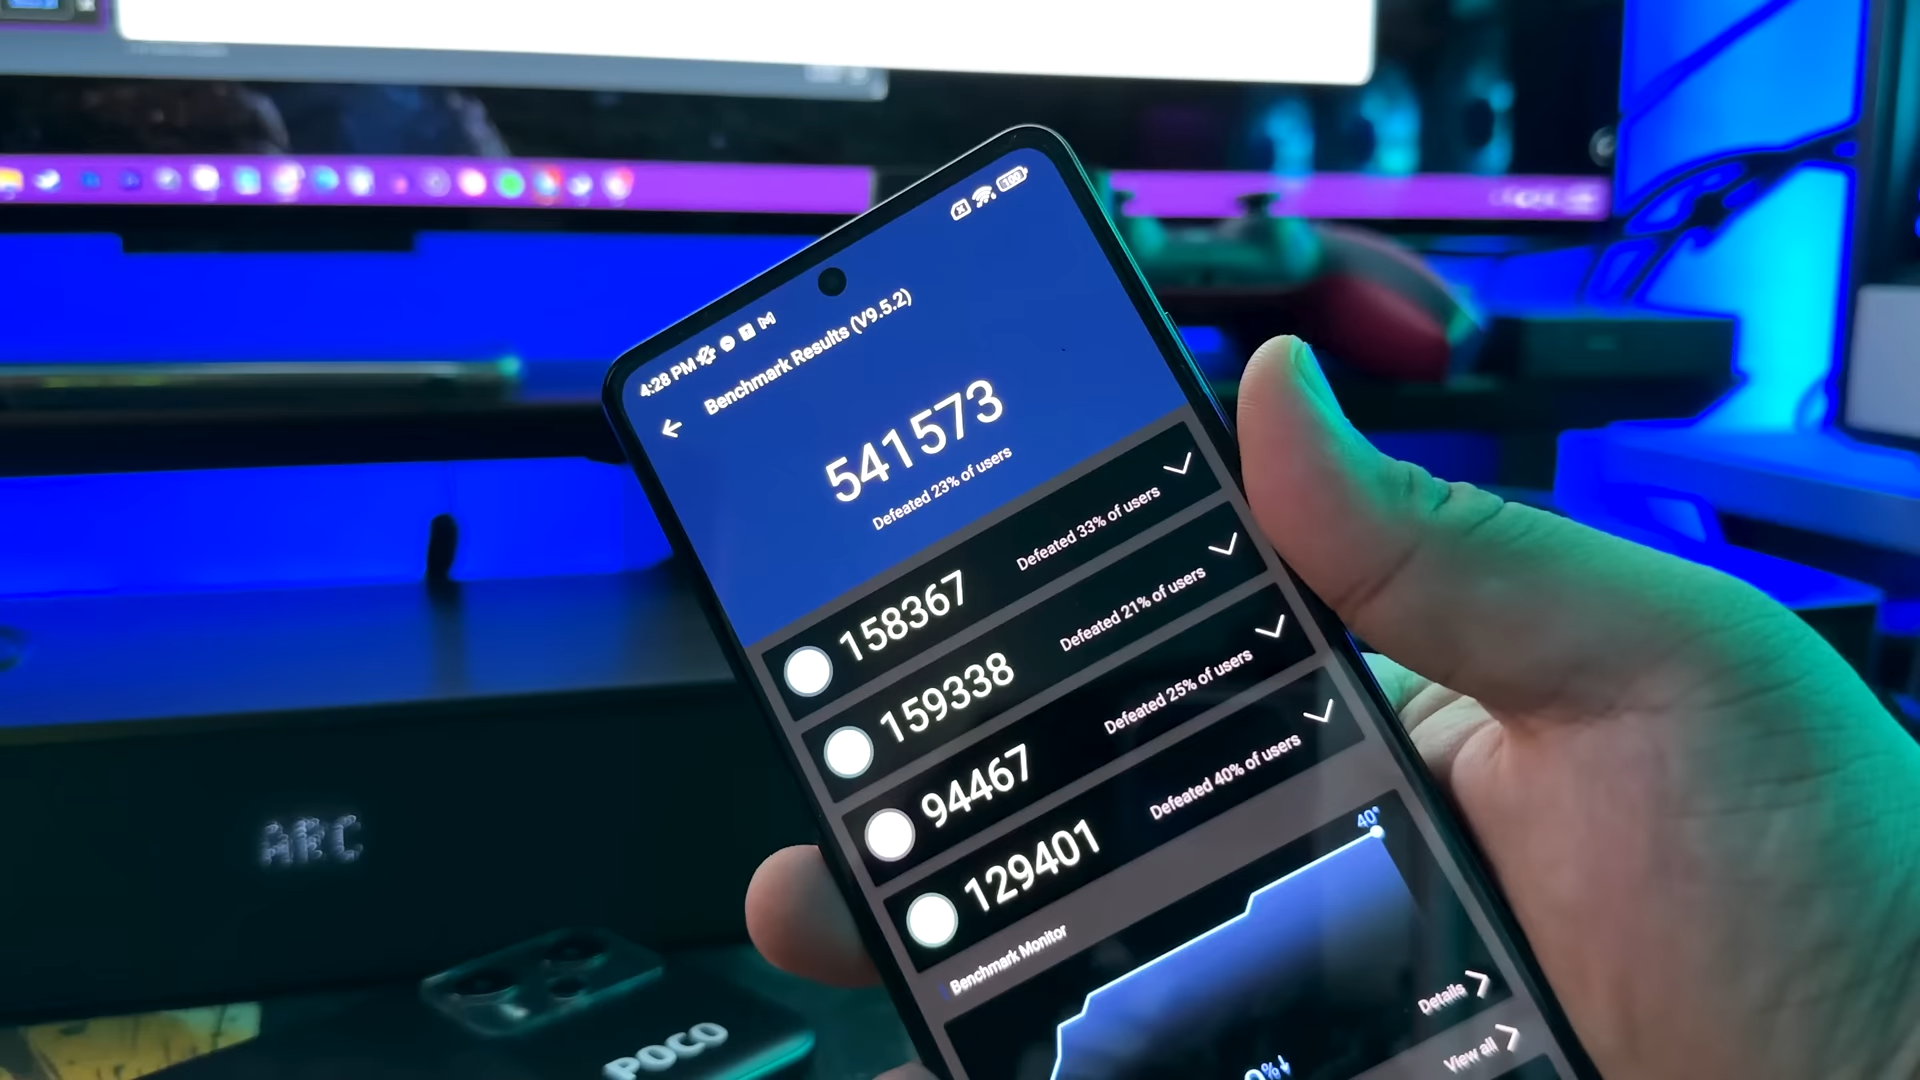 100
4:28 PM
Benchmark Results (V9.5.2)
541573
Defeated 23% of users
158367
Defeated 33% of users
159338
Defeated 21% of users
94467
Defeated 25% of users
129401
Defeated 40% of users
Benchmark Monitor
40°
Details
View all
ARC
POCO